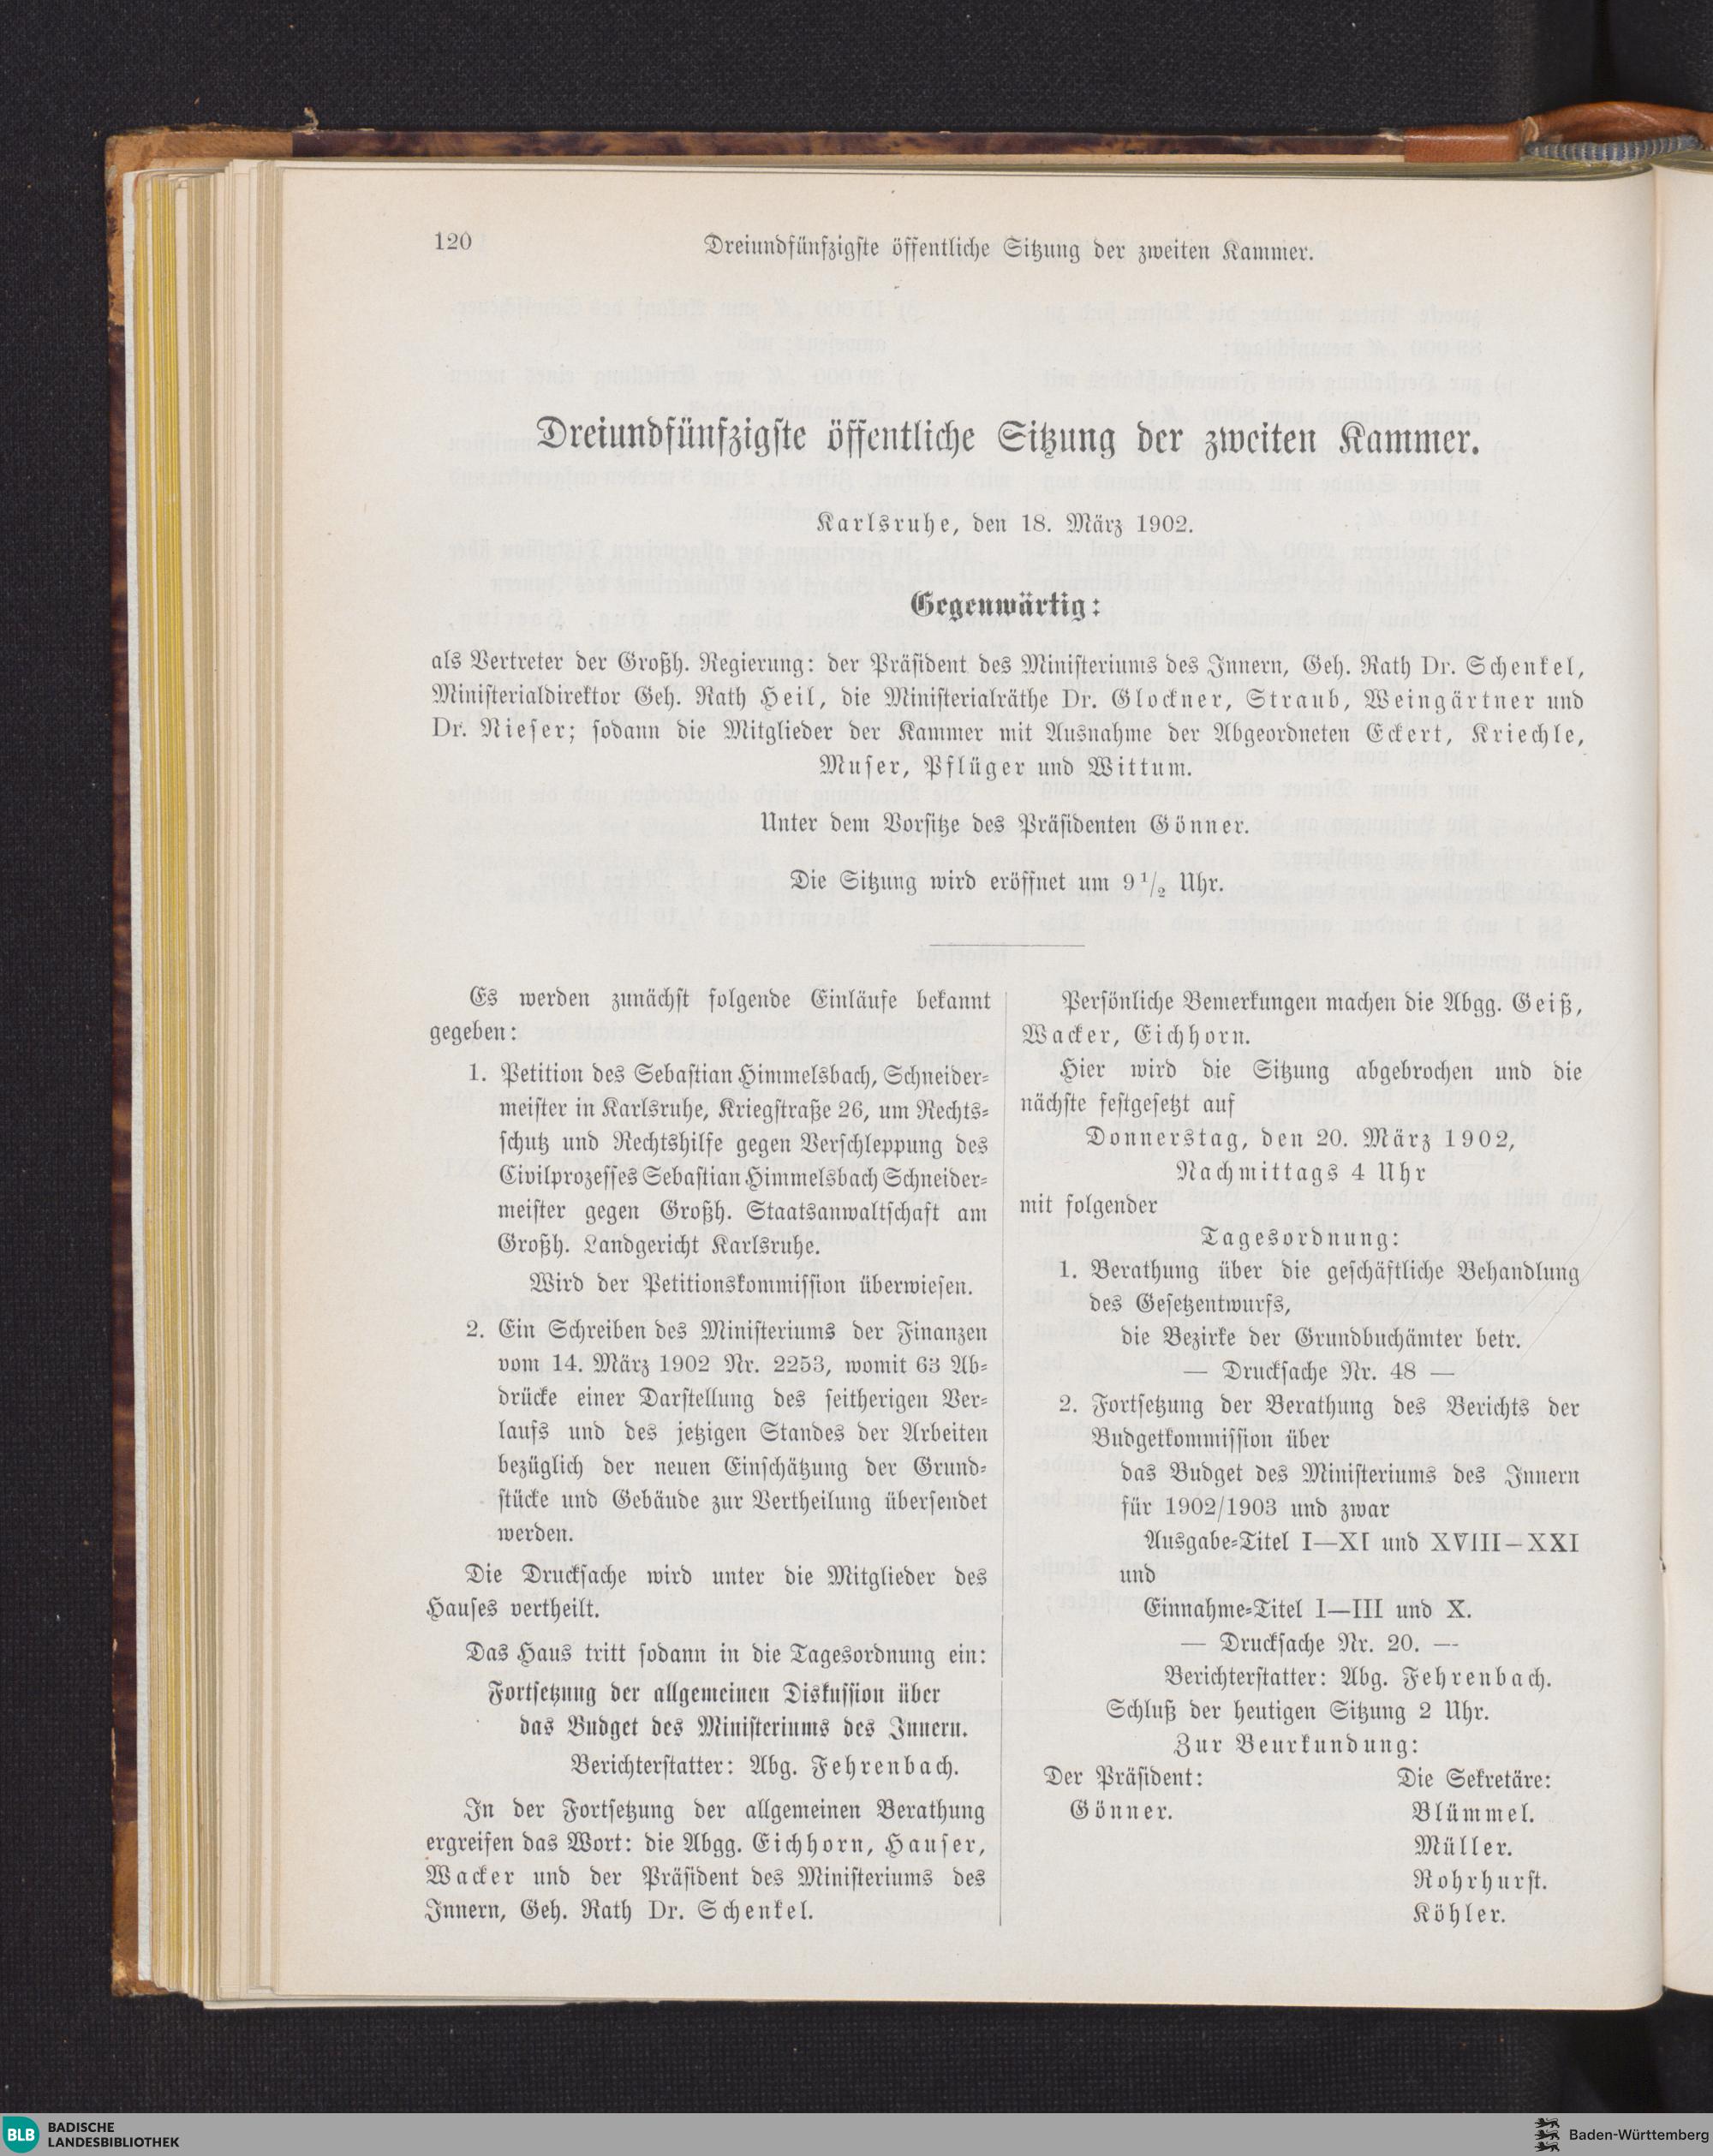 120
Dreiundfünfzigste öffentliche Sitzung der zweiten Kammer.
Dreiundfünfzigste öffentliche Sitzung der zweiten Kammer.
Karlsruhe, den 18. März 1902.
Gegenwärtig:
als Vertreter der Großh. Regierung: der Präsident des Ministeriums des Innern, Geh. Rath Dr. Schenkel,
Ministerialdirektor Geh. Rath Heil, die Ministerialräthe Dr. Glockner, Straub, Weingärtner und
Dr. Nieser; sodann die Mitglieder der Kammer mit Ausnahme der Abgeordneten Eckert, Kriechle,
Muser, Pflüger und Wittum.
Unter dem Vorsitze des Präsidenten Gönner.
Die Sitzung wird eröffnet um 9 1/2 Uhr.
Es werden zunächst folgende Einläufe bekannt
gegeben:
1. Petition des Sebastian Himmelsbach, Schneider-
meister in Karlsruhe, Kriegstraße 26, um Rechts-
schutz und Rechtshilfe gegen Verschleppung des
Civilprozesses Sebastian Himmelsbach Schneider-
meister gegen Großh. Staatsanwaltschaft am
Großh. Landgericht Karlsruhe.
Wird der Petitionskommission überwiesen.
2. Ein Schreiben des Ministeriums der Finanzen
vom 14. März 1902 Nr. 2253, womit 63 Ab-
drücke einer Darstellung des seitherigen Ver-
laufs und des jetzigen Standes der Arbeiten
bezüglich der neuen Einschätzung der Grund-
stücke und Gebäude zur Vertheilung übersendet
werden.
Die Drucksache wird unter die Mitglieder des
Hauses vertheilt.
Das Haus tritt sodann in die Tagesordnung ein:
Fortsetzung der allgemeinen Diskussion über
das Budget des Ministeriums des Innern.
Berichterstatter: Abg. Fehrenbach.
In der Fortsetzung der allgemeinen Berathung
ergreifen das Wort: die Abgg. Eichhorn, Hauser,
Wacker und der Präsident des Ministeriums des
Innern, Geh. Rath Dr. Schenkel.
Persönliche Bemerkungen machen die Abgg. Geiß,
Wacker, Eichhorn.
Hier wird die Sitzung abgebrochen und die
nächste festgesetzt auf
Donnerstag, den 20. März 1902,
Nachmittags 4 Uhr
mit folgender
Tagesordnung:
1. Berathung über die geschäftliche Behandlung
des Gesetzentwurfs,
die Bezirke der Grundbuchämter betr.
— Drucksache Nr. 48 —
2. Fortsetzung der Berathung des Berichts der
Budgetkommission über
das Budget des Ministeriums des Innern
für 1902/1903 und zwar
Ausgabe-Titel I—XI und XVIII—XXI
und
Einnahme-Titel I—III und X.
— Drucksache Nr. 20. —
Berichterstatter: Abg. Fehrenbach.
Schluß der heutigen Sitzung 2 Uhr.
Zur Beurkundung:
Der Präsident:
Gönner.
Die Sekretäre:
Blümmel.
Müller.
Rohrhurst.
Köhler.
BLB BADISCHE
LANDESBIBLIOTHEK
Baden-Württemberg